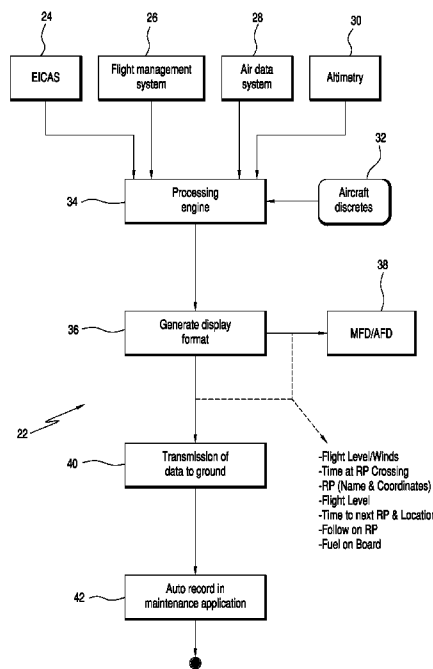 24
26
28
30
EICAS
Flight management
system
Air data
system
Altimetry
32
Aircraft
discretes
34
Processing
engine
38
36
Generate display
format
MFD/AFD
22
40
Transmission of
data to ground
-Flight Level/Winds
-Time at RP Crossing
-RP (Name & Coordinates)
-Flight Level
-Time to next RP & Location
-Follow on RP
-Fuel on Board
42
Auto record in
maintenance application